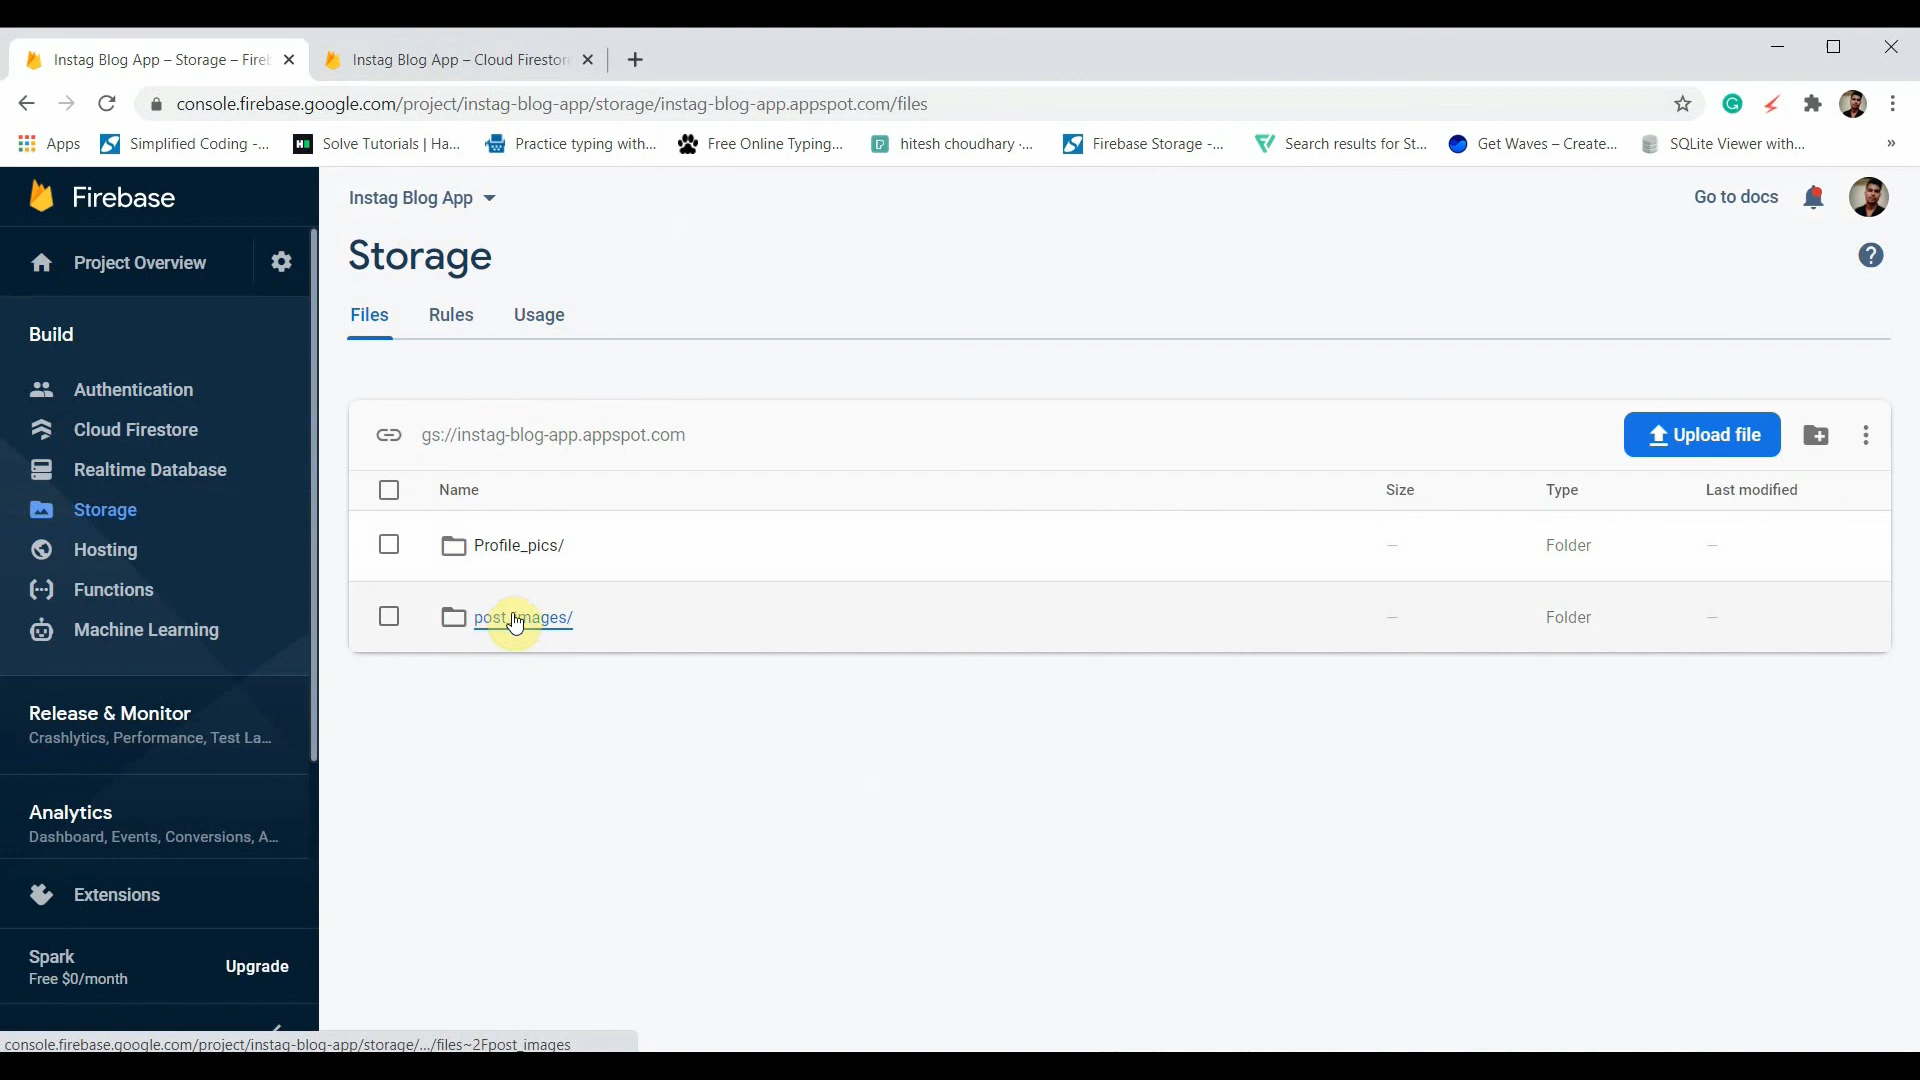 Instag Blog App – Storage – Fire
Instag Blog App – Cloud Firestor
console.firebase.google.com/project/instag-blog-app/storage/instag-blog-app.appspot.com/files
Apps
Simplified Coding -...
Solve Tutorials | Ha...
Practice typing with...
Free Online Typing...
hitesh choudhary -...
Firebase Storage -...
Search results for St...
Get Waves – Create...
SQLite Viewer with...
»
Firebase
Project Overview
Build
Authentication
Cloud Firestore
Realtime Database
Storage
Hosting
Functions
Machine Learning
Release & Monitor
Crashlytics, Performance, Test La...
Analytics
Dashboard, Events, Conversions, A...
Extensions
Spark
Free $0/month
Upgrade
Instag Blog App
Go to docs
Storage
Files Rules Usage
gs://instag-blog-app.appspot.com
Upload file
Name Size Type Last modified
Profile_pics/ – Folder –
post_images/ – Folder –
console.firebase.google.com/project/instag-blog-app/storage/.../files~2Fpost_images